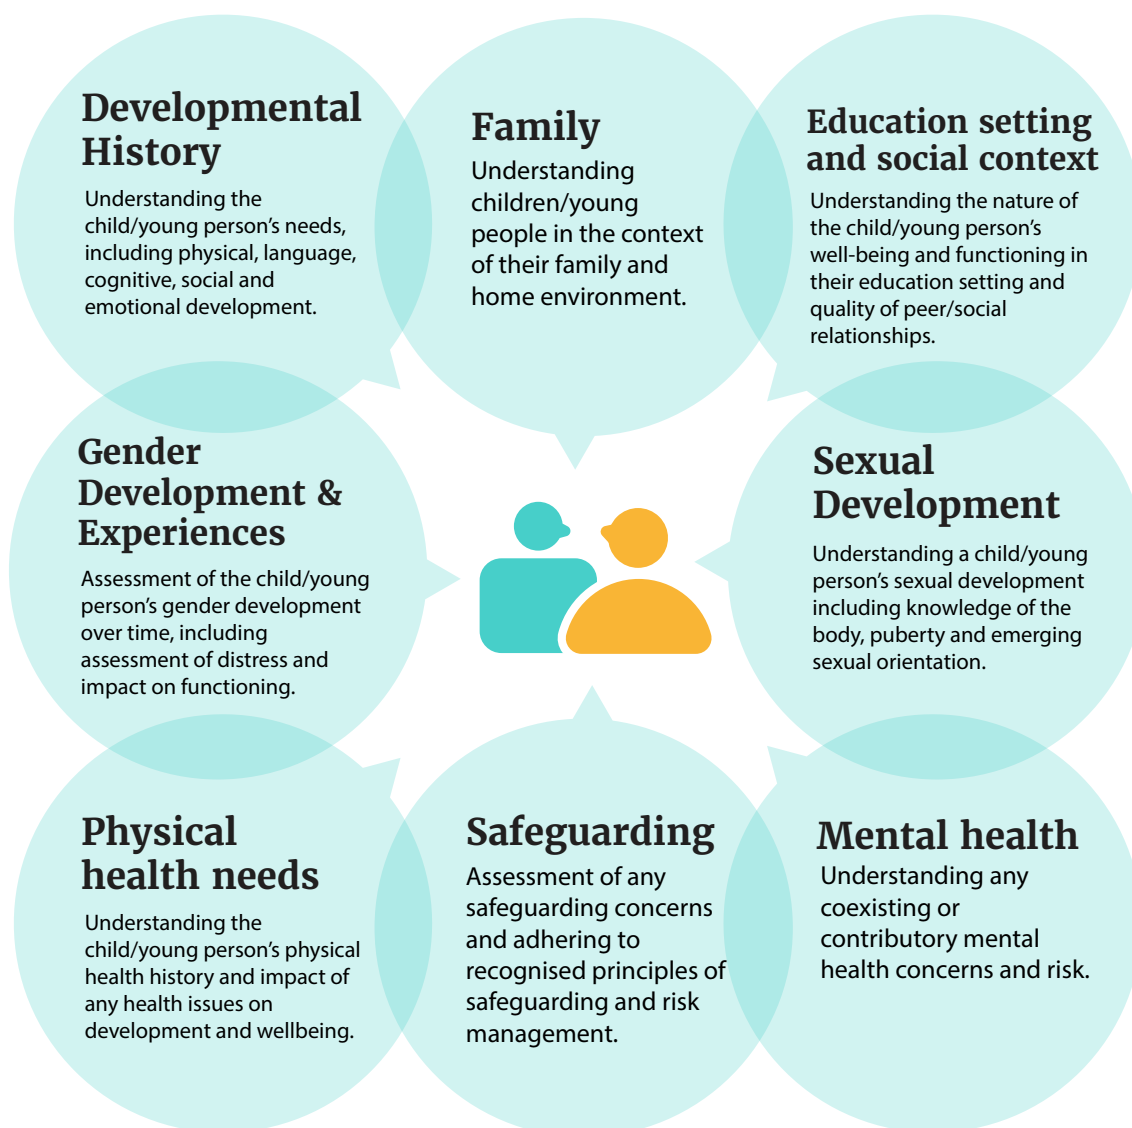 Developmental
History
Understanding the
child/young person's needs,
including physical, language,
cognitive, social and
emotional development.
Family
Understanding
children/young
people in the context
of their family and
home environment.
Education setting
and social context
Understanding the nature of
the child/young person's
well-being and functioning in
their education setting and
quality of peer/social
relationships.
Gender
Development &
Experiences
Assessment of the child/young
person's gender development
over time, including
assessment of distress and
impact on functioning.
Sexual
Development
Understanding a child/young
person's sexual development
including knowledge of the
body, puberty and emerging
sexual orientation.
Physical
health needs
Understanding the
child/young person's physical
health history and impact of
any health issues on
development and wellbeing.
Safeguarding
Assessment of any
safeguarding concerns
and adhering to
recognised principles of
safeguarding and risk
management.
Mental health
Understanding any
coexisting or
contributory mental
health concerns and risk.